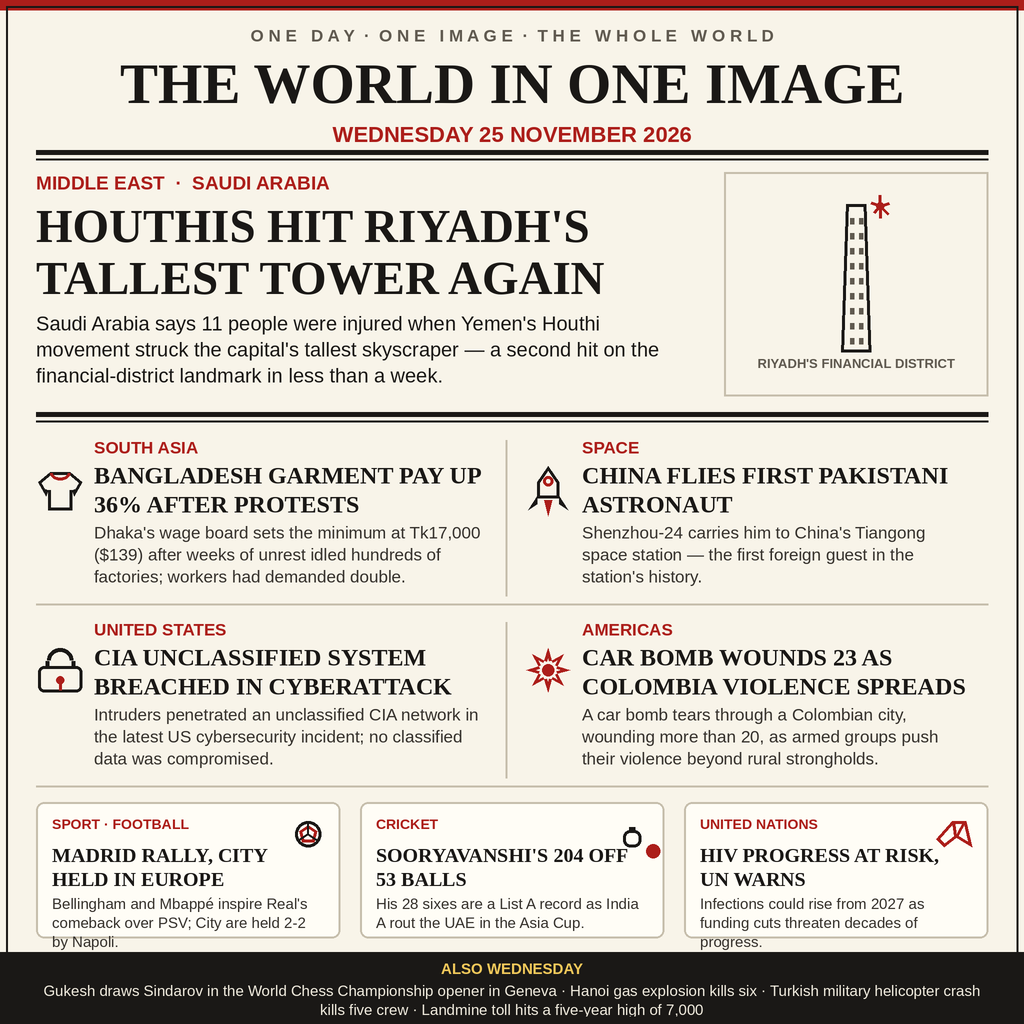 ONE DAY · ONE IMAGE · THE WHOLE WORLD
THE WORLD IN ONE IMAGE
WEDNESDAY 25 NOVEMBER 2026
MIDDLE EAST · SAUDI ARABIA
HOUTHIS HIT RIYADH'S
TALLEST TOWER AGAIN
Saudi Arabia says 11 people were injured when Yemen's Houthi
movement struck the capital's tallest skyscraper — a second hit on the
financial-district landmark in less than a week.
RIYADH'S FINANCIAL DISTRICT
SOUTH ASIA
BANGLADESH GARMENT PAY UP
36% AFTER PROTESTS
Dhaka's wage board sets the minimum at Tk17,000
($139) after weeks of unrest idled hundreds of
factories; workers had demanded double.
SPACE
CHINA FLIES FIRST PAKISTANI
ASTRONAUT
Shenzhou-24 carries him to China's Tiangong
space station — the first foreign guest in the
station's history.
UNITED STATES
CIA UNCLASSIFIED SYSTEM
BREACHED IN CYBERATTACK
Intruders penetrated an unclassified CIA network in
the latest US cybersecurity incident; no classified
data was compromised.
AMERICAS
CAR BOMB WOUNDS 23 AS
COLOMBIA VIOLENCE SPREADS
A car bomb tears through a Colombian city,
wounding more than 20, as armed groups push
their violence beyond rural strongholds.
SPORT · FOOTBALL
MADRID RALLY, CITY
HELD IN EUROPE
Bellingham and Mbappé inspire Real's
comeback over PSV; City are held 2-2
by Napoli.
CRICKET
SOORYAVANSHI'S 204 OFF
53 BALLS
His 28 sixes are a List A record as India
A rout the UAE in the Asia Cup.
UNITED NATIONS
HIV PROGRESS AT RISK,
UN WARNS
Infections could rise from 2027 as
funding cuts threaten decades of
progress.
ALSO WEDNESDAY
Gukesh draws Sindarov in the World Chess Championship opener in Geneva · Hanoi gas explosion kills six · Turkish military helicopter crash
kills five crew · Landmine toll hits a five-year high of 7,000